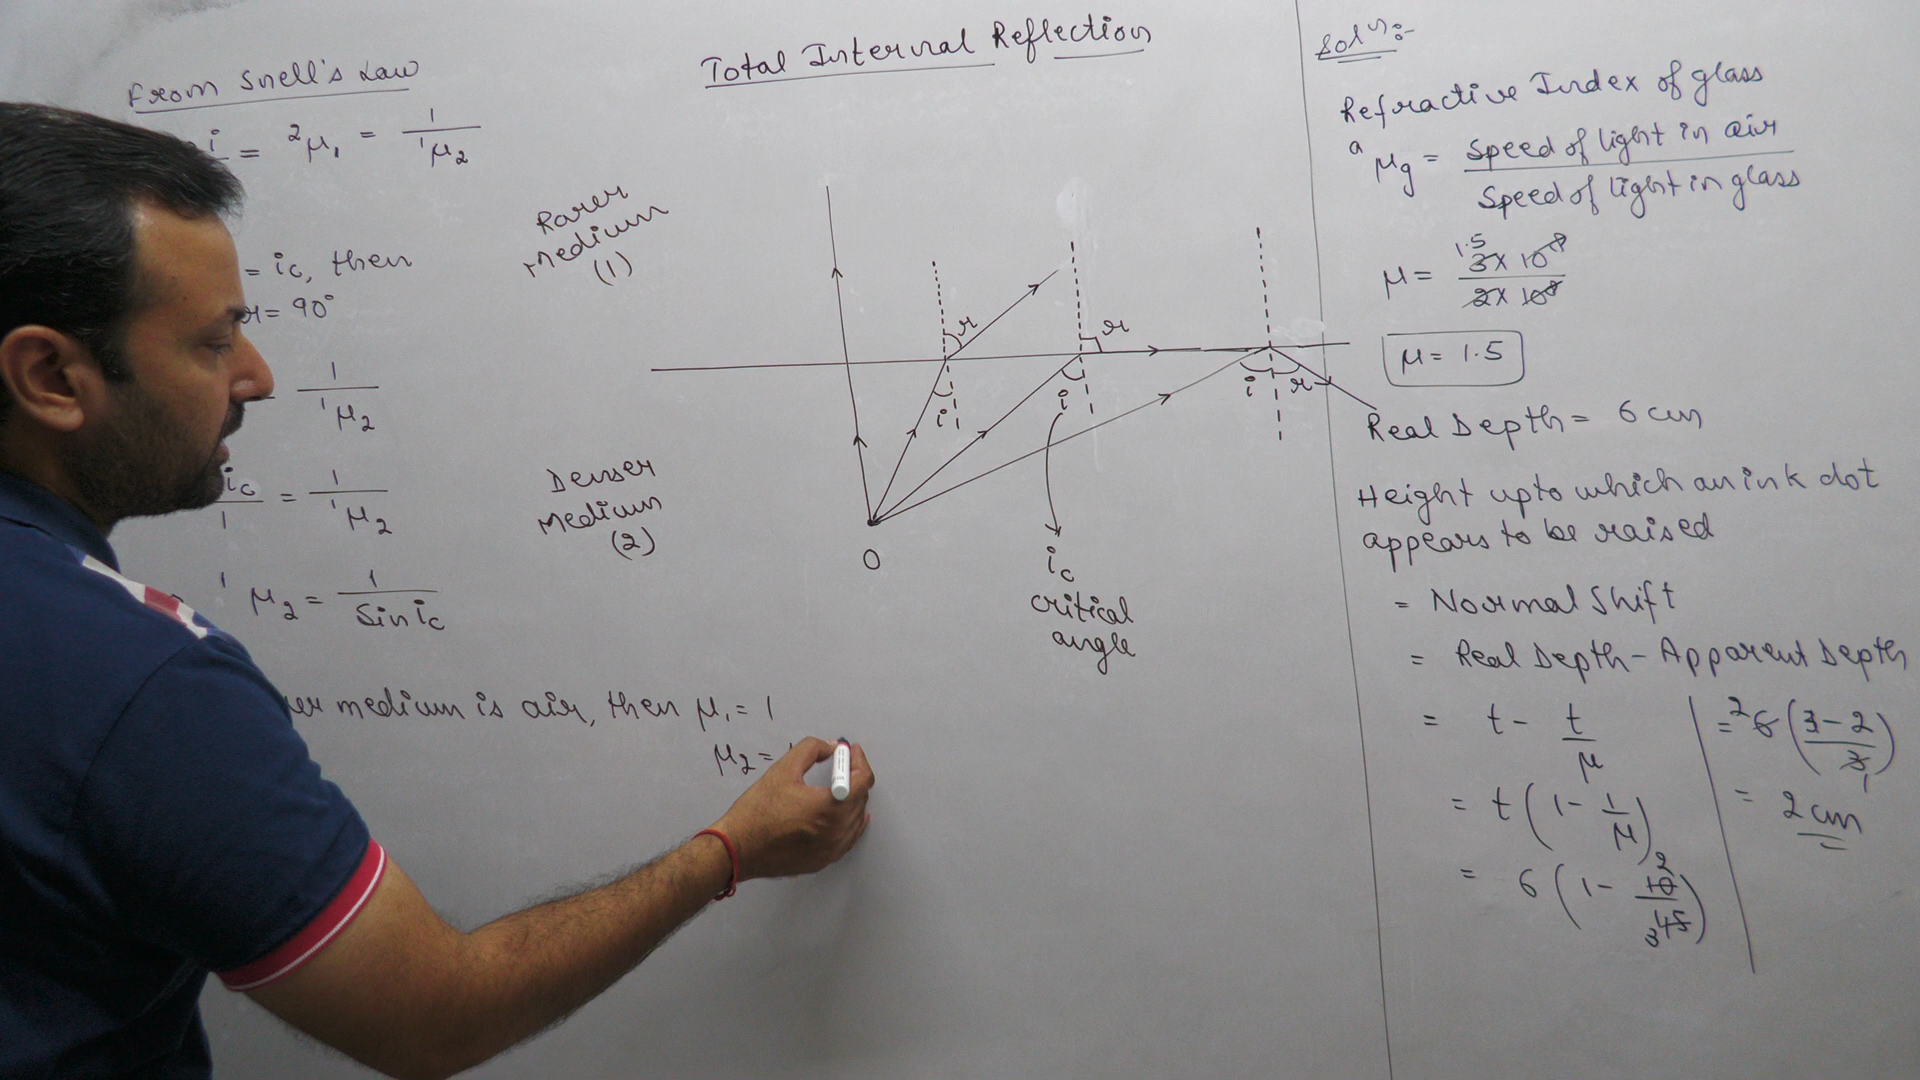 From Snell's Law
i = ²μ₁ = 1/¹μ₂
= ic, then
r = 90°
1/¹μ₂
ic/1 = 1/¹μ₂
¹μ₂ = 1/Sin ic
medium is air, then μ₁ = 1
μ₂ =
Total Internal Reflection
Rarer
Medium
(1)
r
r
i
i
i
r
Denser
Medium
(2)
O
ic
critical
angle
Solⁿ:-
Refractive Index of glass
ᵃμg = Speed of light in air / Speed of light in glass
1.5
μ = 3x10⁸ / 2x10⁸
μ = 1.5
Real Depth = 6 cm
Height upto which an ink dot
appears to be raised
= Normal Shift
= Real Depth - Apparent Depth
= t - t/μ
= t(1 - 1/μ)
= 6(1 - 10/15) 2 3
= 6((3-2)/3) 2 1
= 2 cm